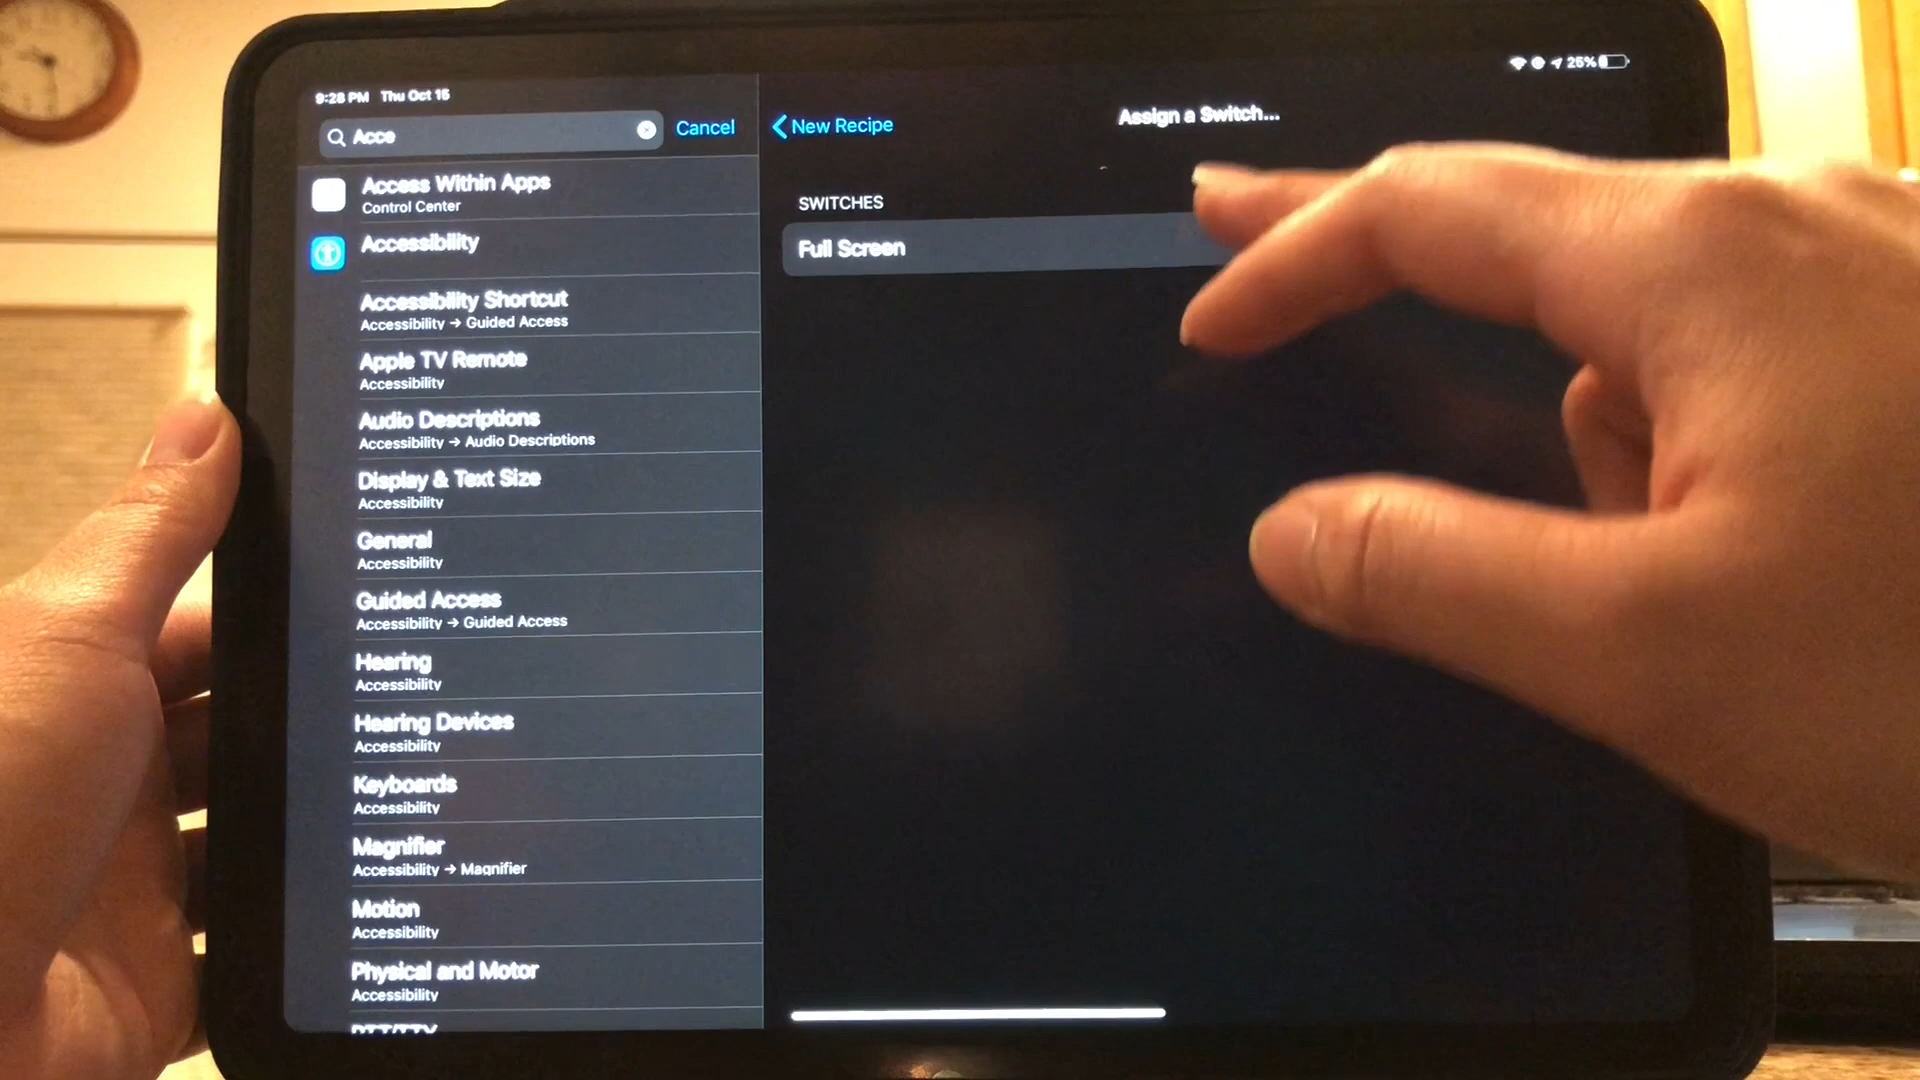 9:28 PM Thu Oct 15
25%
Acce
Cancel
Access Within Apps
Control Center
Accessibility
Accessibility Shortcut
Accessibility → Guided Access
Apple TV Remote
Accessibility
Audio Descriptions
Accessibility → Audio Descriptions
Display & Text Size
Accessibility
General
Accessibility
Guided Access
Accessibility → Guided Access
Hearing
Accessibility
Hearing Devices
Accessibility
Keyboards
Accessibility
Magnifier
Accessibility → Magnifier
Motion
Accessibility
Physical and Motor
Accessibility
RTT/TTY
New Recipe
Assign a Switch...
SWITCHES
Full Screen